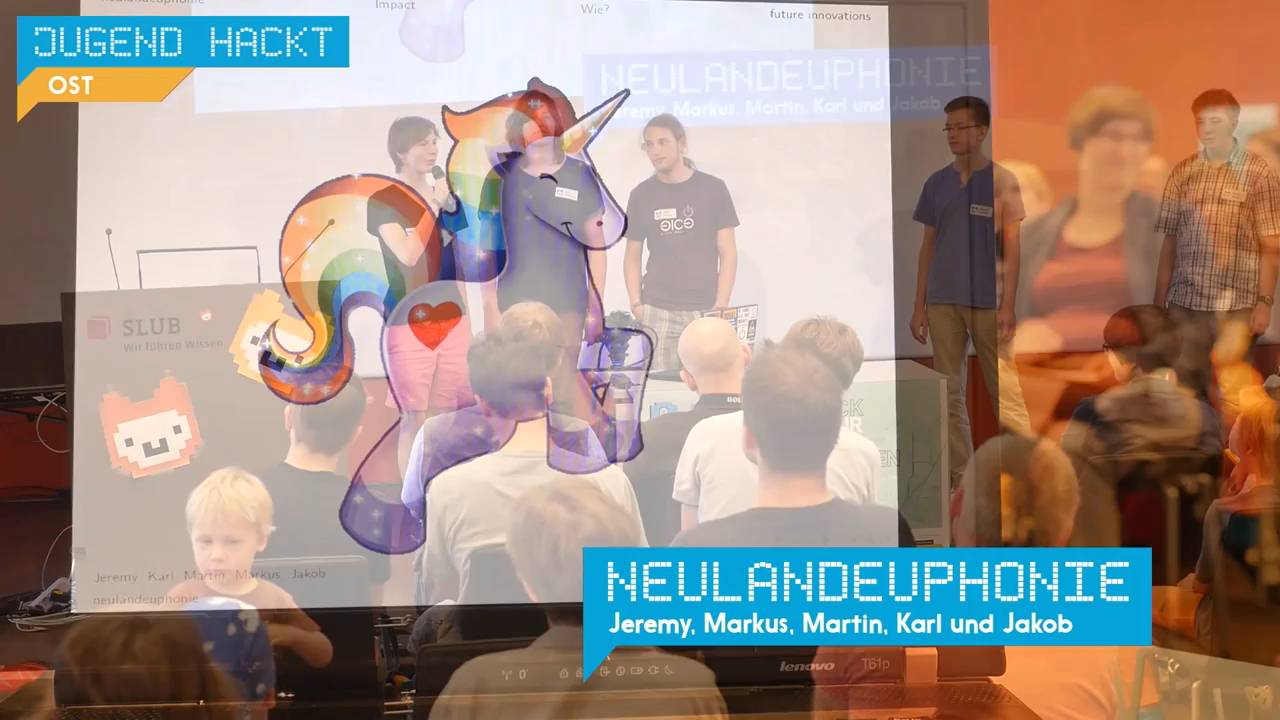 neulandeuphonie
Impact
Wie?
future innovations
JUGEND HACKT
OST
NEULANDEUPHONIE
Jeremy, Markus, Martin, Karl und Jakob
SLUB
Wir führen Wissen.
Jeremy Karl Martin Markus Jakob
neulandeuphonie
NEULANDEUPHONIE
Jeremy, Markus, Martin, Karl und Jakob
lenovo
T61p